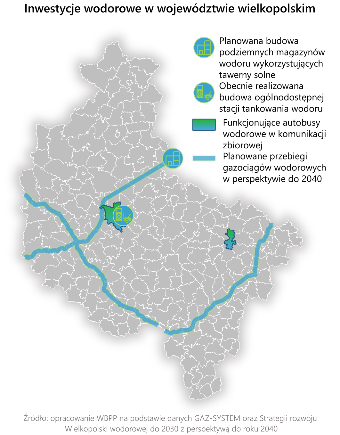 Inwestycje wodorowe w województwie wielkopolskim
Planowana budowa
podziemnych magazynów
wodoru wykorzystujących
tawerny solne
Obecnie realizowana
budowa ogólnodostępnej
stacji tankowania wodoru
Funkcjonujące autobusy
wodorowe w komunikacji
zbiorowej
Planowane przebiegi
gazociągów wodorowych
w perspektywie do 2040
Źródło: opracowanie WBPP na podstawie danych GAZ-SYSTEM oraz Strategii rozwoju
Wielkopolski wodorowej do 2030 z perspektywą do roku 2040